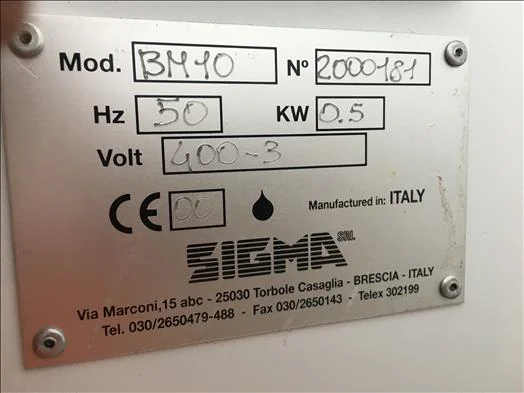 Mod. BM10 Nº 2000181
Hz 50 KW 0.5
Volt 400-3
CE 00 Manufactured in: ITALY
SIGMA SRL
Via Marconi,15 abc - 25030 Torbole Casaglia - BRESCIA - ITALY
Tel. 030/2650479-488 - Fax 030/2650143 - Telex 302199